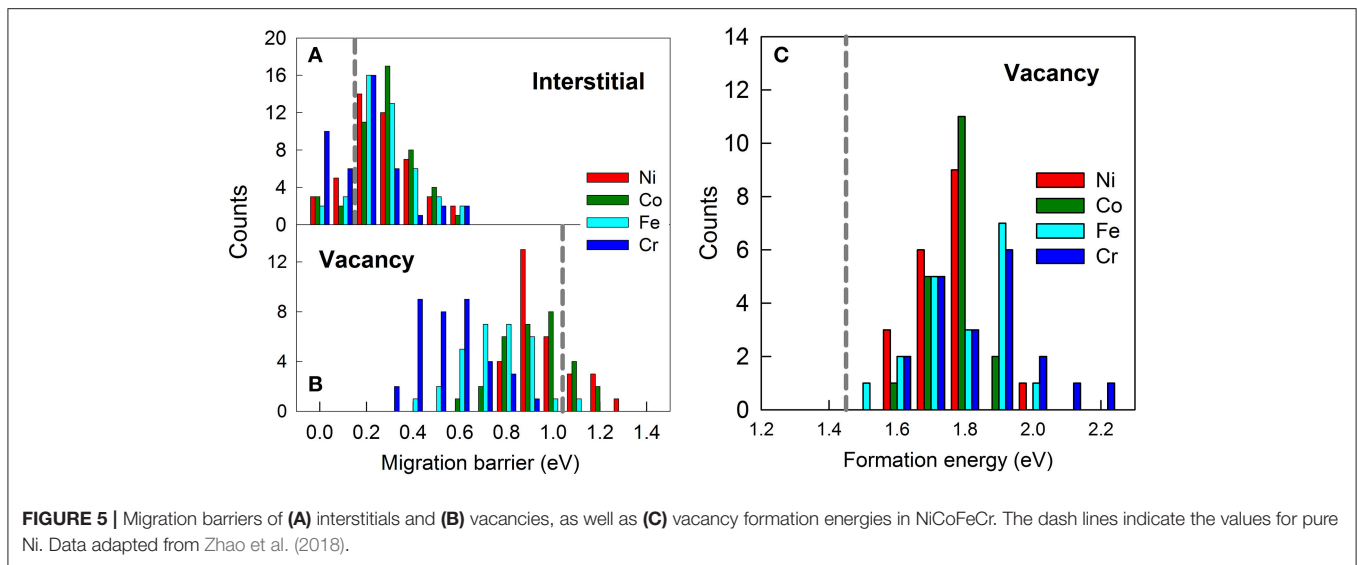 A
Interstitial
20
16
12
8
4
0
Counts
Ni
Co
Fe
Cr
Vacancy
B
12
8
4
0
0.0 0.2 0.4 0.6 0.8 1.0 1.2 1.4
Migration barrier (eV)
C
Vacancy
14
12
10
8
6
4
2
0
Counts
Ni
Co
Fe
Cr
1.2 1.4 1.6 1.8 2.0 2.2
Formation energy (eV)
FIGURE 5 | Migration barriers of (A) interstitials and (B) vacancies, as well as (C) vacancy formation energies in NiCoFeCr. The dash lines indicate the values for pure
Ni. Data adapted from Zhao et al. (2018).